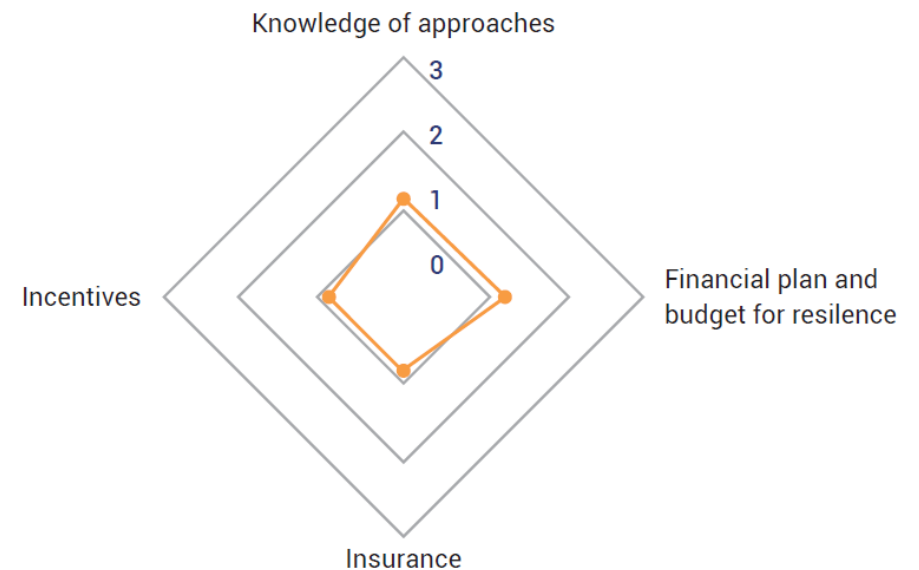 Knowledge of approaches
3
2
1
0
Incentives
Financial plan and
budget for resilence
Insurance